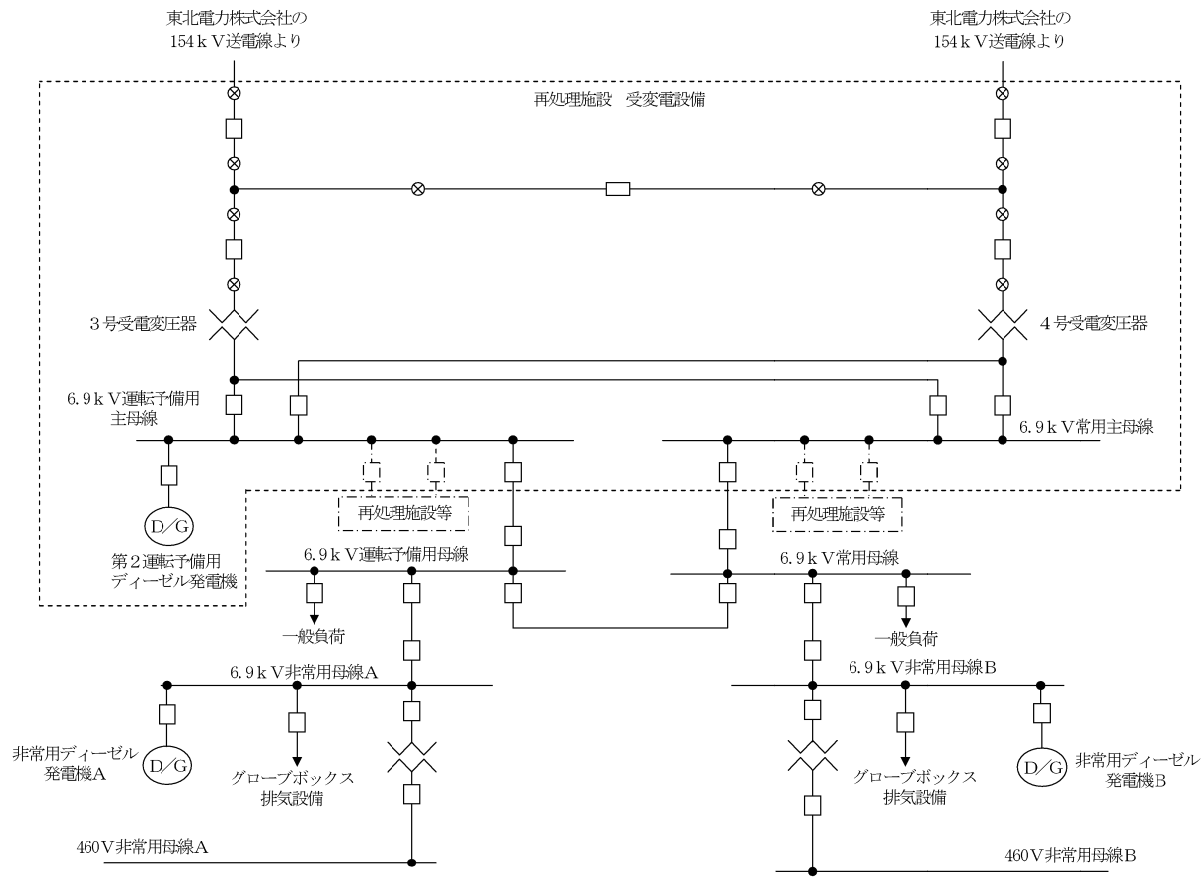 東北電力株式会社の
154kV送電線より
東北電力株式会社の
154kV送電線より
再処理施設 受変電設備
3号受電変圧器
4号受電変圧器
6.9kV運転予備用
主母線
6.9kV常用主母線
D/G
第2運転予備用
ディーゼル発電機
再処理施設等
再処理施設等
6.9kV運転予備用母線
6.9kV常用母線
一般負荷
一般負荷
6.9kV非常用母線A
6.9kV非常用母線B
非常用ディーゼル
発電機A
D/G
グローブボックス
排気設備
グローブボックス
排気設備
D/G
非常用ディーゼル
発電機B
460V非常用母線A
460V非常用母線B